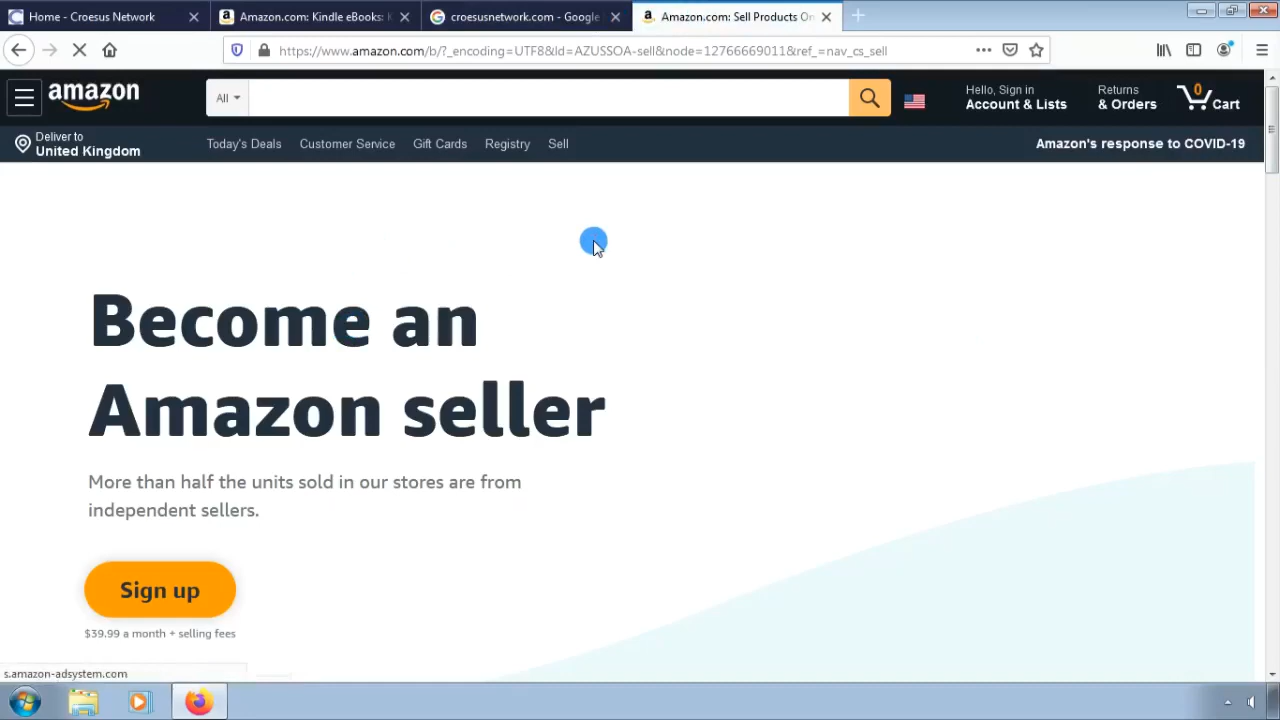 Home - Croesus Network
Amazon.com: Kindle eBooks:
croesusnetwork.com - Google
Amazon.com: Sell Products On
https://www.amazon.com/b/?_encoding=UTF8&ld=AZUSSOA-sell&node=12766669011&ref_=nav_cs_sell
amazon
All
Hello, Sign in
Account & Lists
Returns
& Orders
0
Cart
Deliver to
United Kingdom
Today's Deals
Customer Service
Gift Cards
Registry
Sell
Amazon's response to COVID-19
Become an
Amazon seller
More than half the units sold in our stores are from
independent sellers.
Sign up
$39.99 a month + selling fees
s.amazon-adsystem.com